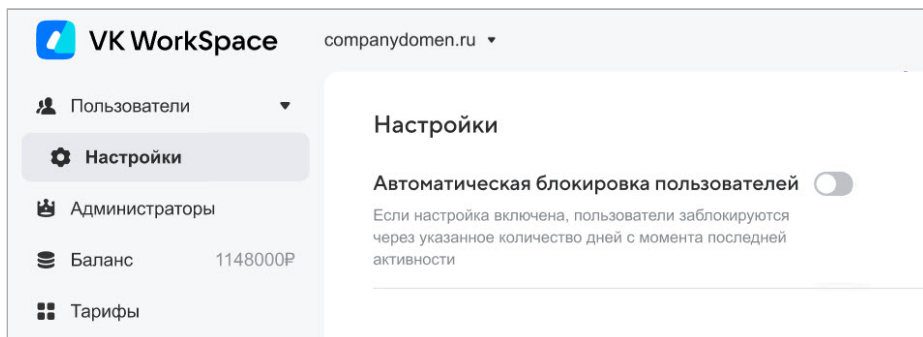 VK WorkSpace
companydomen.ru
Пользователи
Настройки
Администраторы
Баланс 1148000₽
Тарифы
Настройки
Автоматическая блокировка пользователей
Если настройка включена, пользователи заблокируются
через указанное количество дней с момента последней
активности